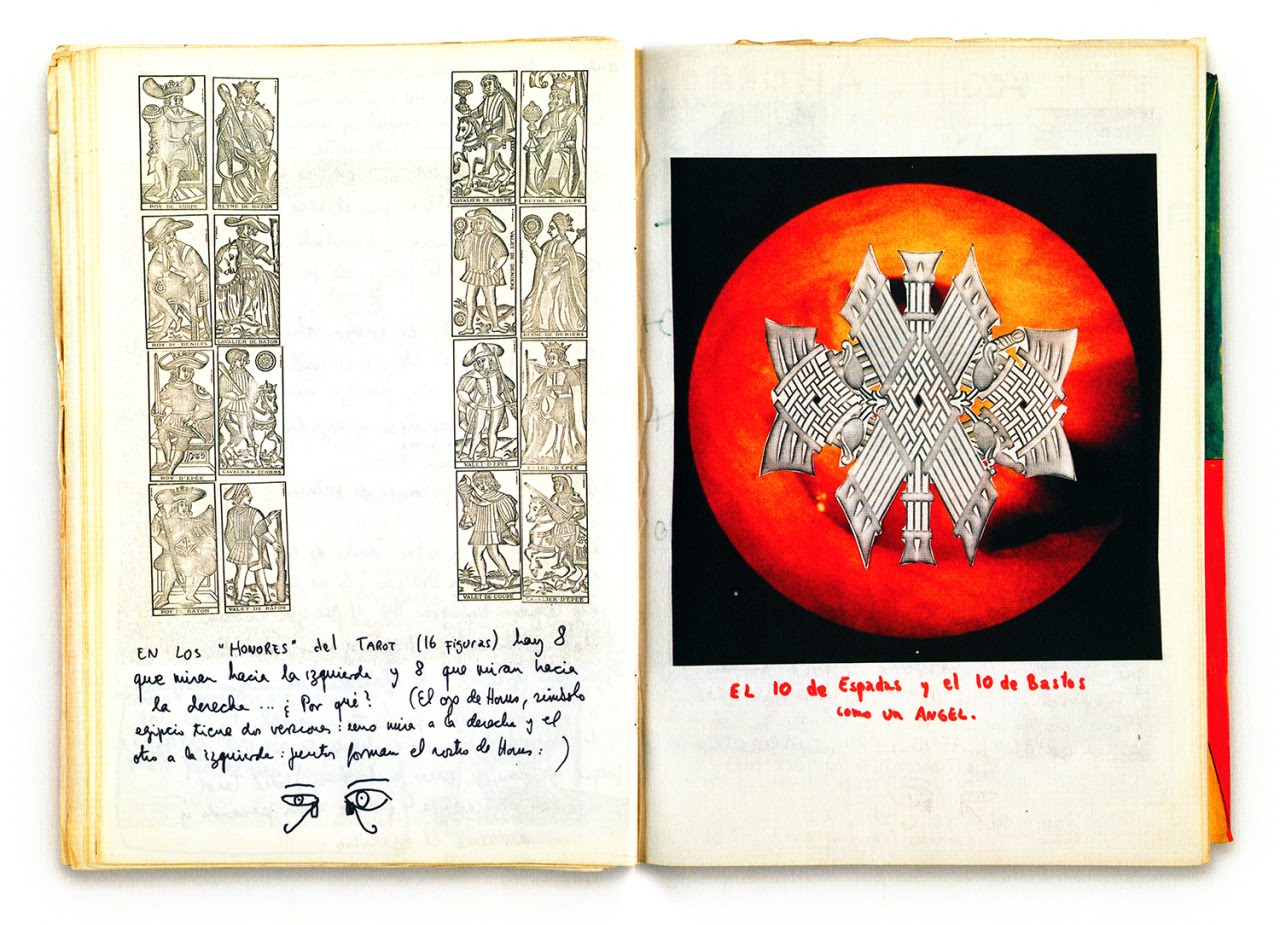 ROY DE COUPE
REYNE DE BATON
CAVALIER DE COUPE
REYNE DE COUPE
ROY DE DENIERS
CAVALIER DE BATON
VALET DE DENIERS
REYNE DE DENIERS
ROY D'EPÉE
CAVALIER DE DENIERS
VALET D'EPÉE
REYNE D'EPÉE
ROY DE BATON
VALET DE BATON
VALET DE COUPE
CAVALIER D'EPÉE
EN LOS "HONORES" del TAROT (16 Figuras) hay 8
que miran hacia la izquierda y 8 que miran hacia
la derecha ... ¿Por qué? (El ojo de Horus, símbolo
egipcio tiene dos versiones: uno mira a la derecha y el
otro a la izquierda: juntos forman el rostro de Horus: )
EL 10 de Espadas y el 10 de Bastos
como un ANGEL.